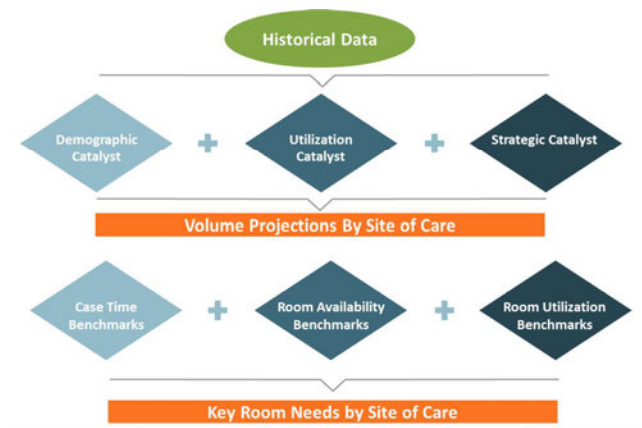 Historical Data
Demographic
Catalyst
Utilization
Catalyst
Strategic Catalyst
Volume Projections By Site of Care
Case Time
Benchmarks
Room Availability
Benchmarks
Room Utilization
Benchmarks
Key Room Needs by Site of Care